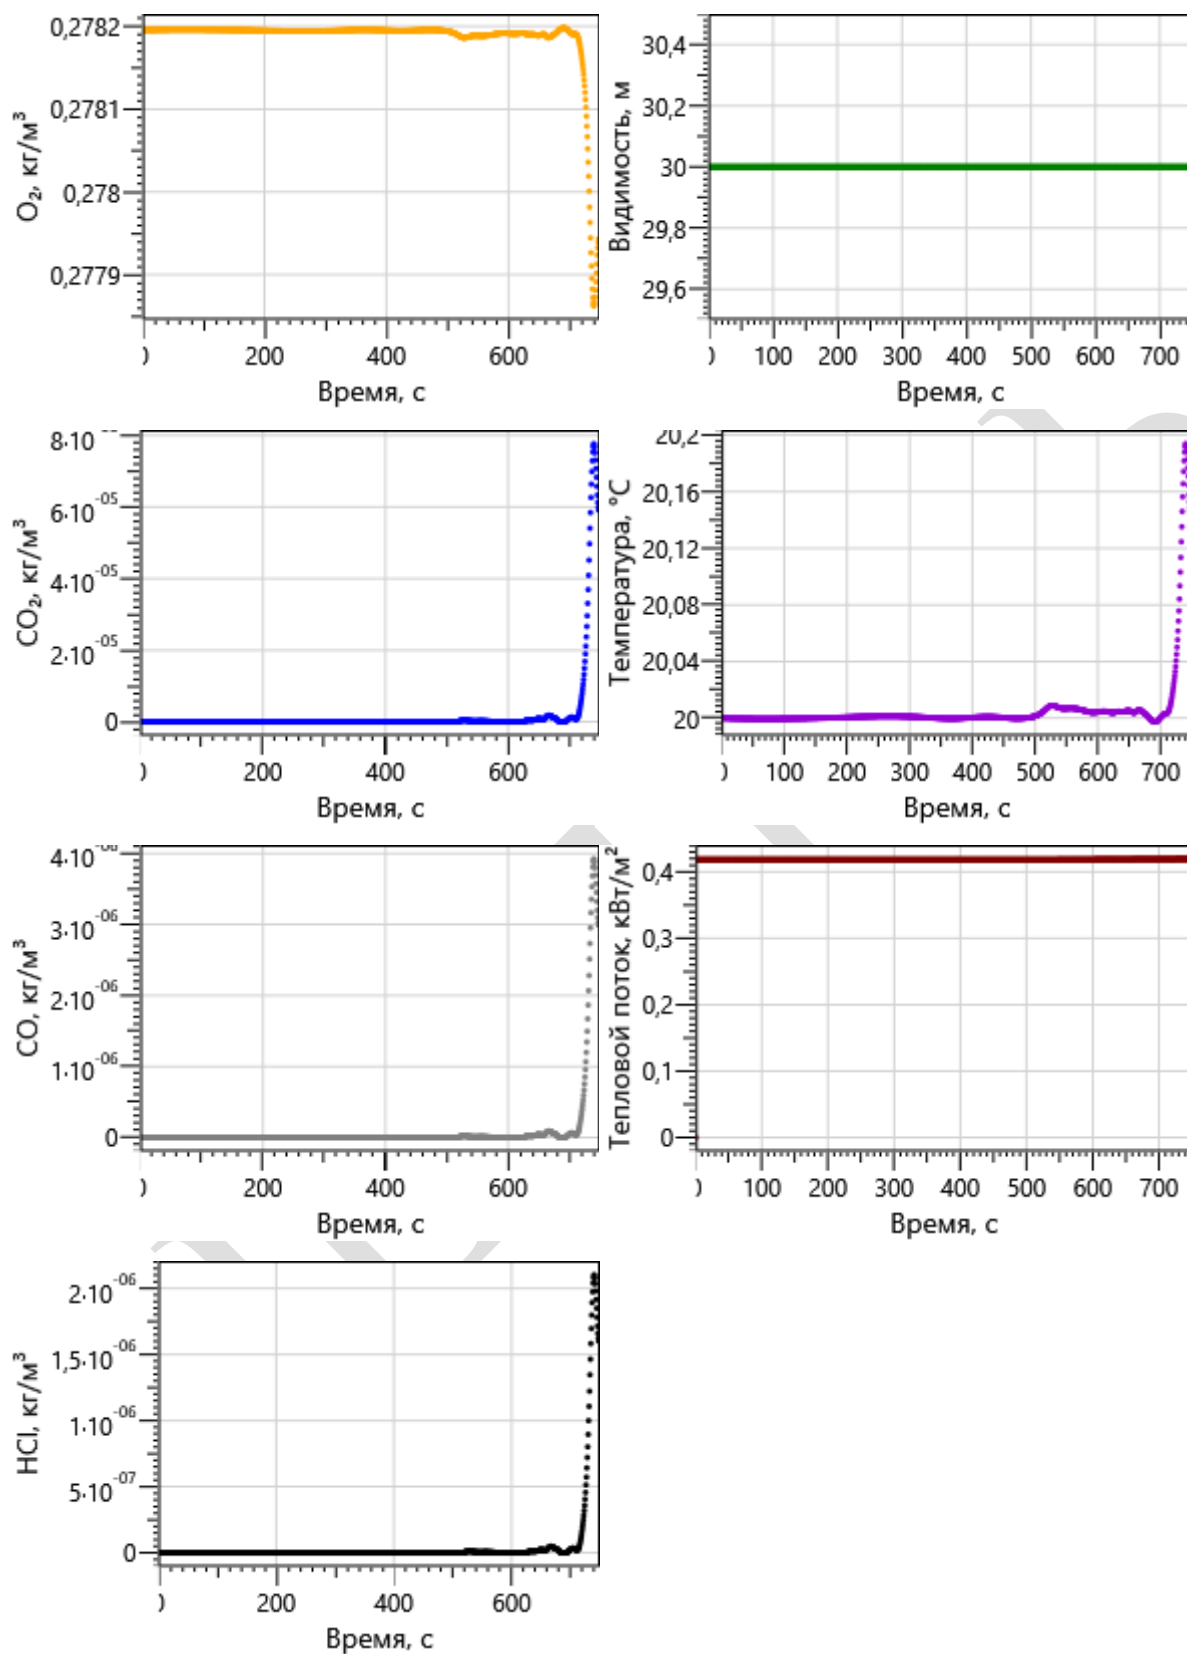 0,2782
0,2781
0,278
0,2779
O₂, кг/м³
0 200 400 600
Время, с
30,4
30,2
30
29,8
29,6
Видимость, м
0 100 200 300 400 500 600 700
Время, с
8·10
6·10⁻⁰⁵
4·10⁻⁰⁵
2·10⁻⁰⁵
0
CO₂, кг/м³
0 200 400 600
Время, с
20,2
20,16
20,12
20,08
20,04
20
Температура, °C
0 100 200 300 400 500 600 700
Время, с
4·10
3·10⁻⁰⁶
2·10⁻⁰⁶
1·10⁻⁰⁶
0
CO, кг/м³
0 200 400 600
Время, с
0,4
0,3
0,2
0,1
0
Тепловой поток, кВт/м²
0 100 200 300 400 500 600 700
Время, с
2·10⁻⁰⁶
1,5·10⁻⁰⁶
1·10⁻⁰⁶
5·10⁻⁰⁷
0
HCl, кг/м³
0 200 400 600
Время, с